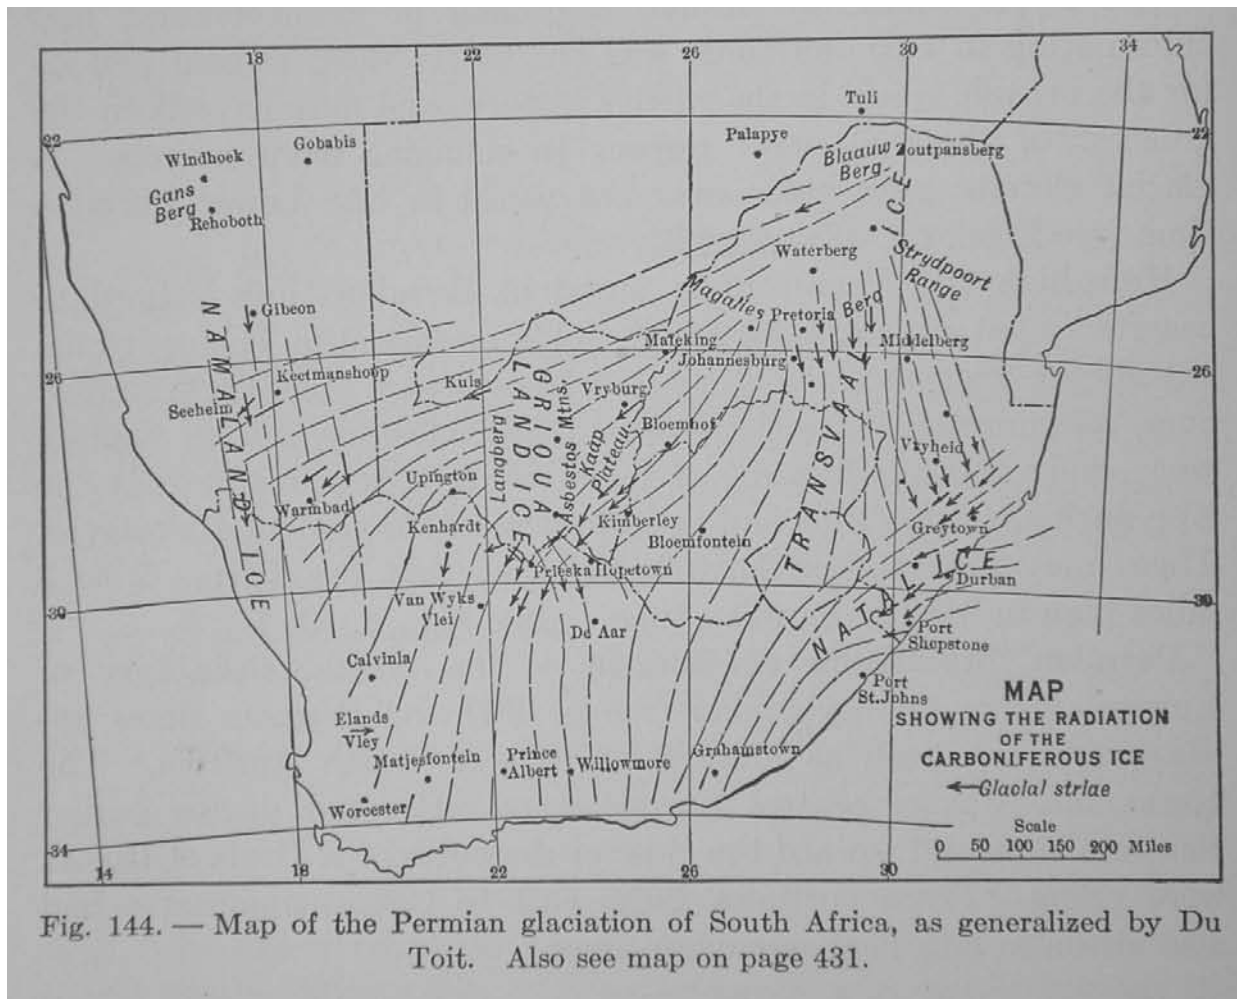 18
22
26
30
34
22
22
Tuli
Palapye
Gobabis
Windhoek
Gans
Berg
Rehoboth
Blaauw
Berg
Zoutpansberg
ICE
Waterberg
Strydpoort
Range
Gibeon
Magalies
Berg
Pretoria
Mafeking
Johannesburg
Middelberg
26
26
Keetmanshoop
Kuis
Seeheim
NAMALAND ICE
GRIQUA
LAND ICE
Vryburg
Asbestos Mtns.
Kaap
Plateau
Bloemhof
TRANSVAAL
Vryheid
Langberg
Upington
Warmbad
Kenhardt
Kimberley
Bloemfontein
Greytown
Prieska
Hopetown
NATAL ICE
Durban
Van Wyks
Vlei
30
30
De Aar
Port
Shepstone
Calvinia
Port
St. Johns
Elands
Vley
Matjesfontein
Prince
Albert
Willowmore
Grahamstown
Worcester
MAP
SHOWING THE RADIATION
OF THE
CARBONIFEROUS ICE
Glacial striae
Scale
0 50 100 150 200 Miles
34
14
18
22
26
30
Fig. 144. — Map of the Permian glaciation of South Africa, as generalized by Du
Toit. Also see map on page 431.